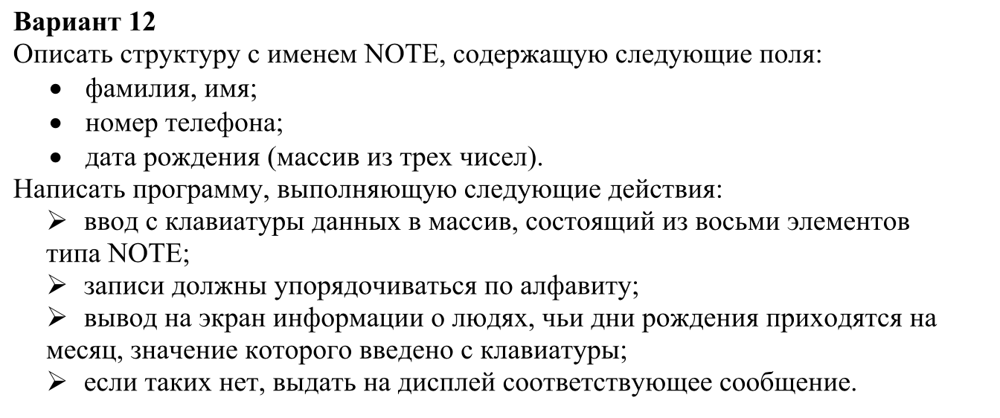 Вариант 12
Описать структуру с именем NOTE, содержащую следующие поля:
• фамилия, имя;
• номер телефона;
• дата рождения (массив из трех чисел).
Написать программу, выполняющую следующие действия:
➢ ввод с клавиатуры данных в массив, состоящий из восьми элементов
типа NOTE;
➢ записи должны упорядочиваться по алфавиту;
➢ вывод на экран информации о людях, чьи дни рождения приходятся на
месяц, значение которого введено с клавиатуры;
➢ если таких нет, выдать на дисплей соответствующее сообщение.